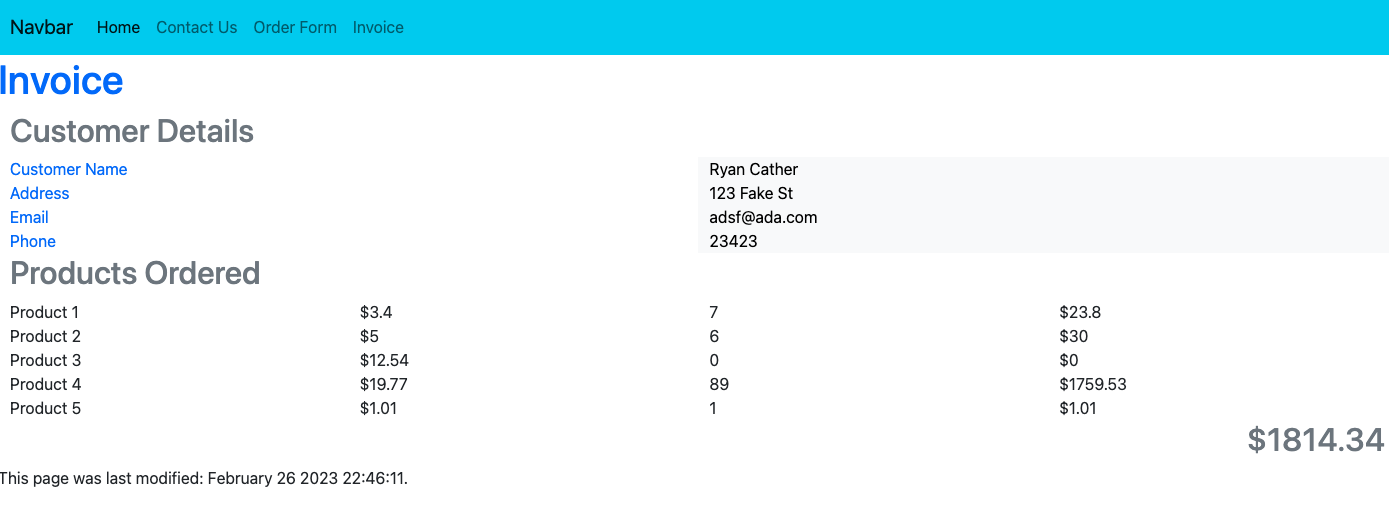 Navbar Home Contact Us Order Form Invoice
Invoice
Customer Details
Customer Name Ryan Cather
Address 123 Fake St
Email adsf@ada.com
Phone 23423
Products Ordered
Product 1 $3.4 7 $23.8
Product 2 $5 6 $30
Product 3 $12.54 0 $0
Product 4 $19.77 89 $1759.53
Product 5 $1.01 1 $1.01
$1814.34
This page was last modified: February 26 2023 22:46:11.